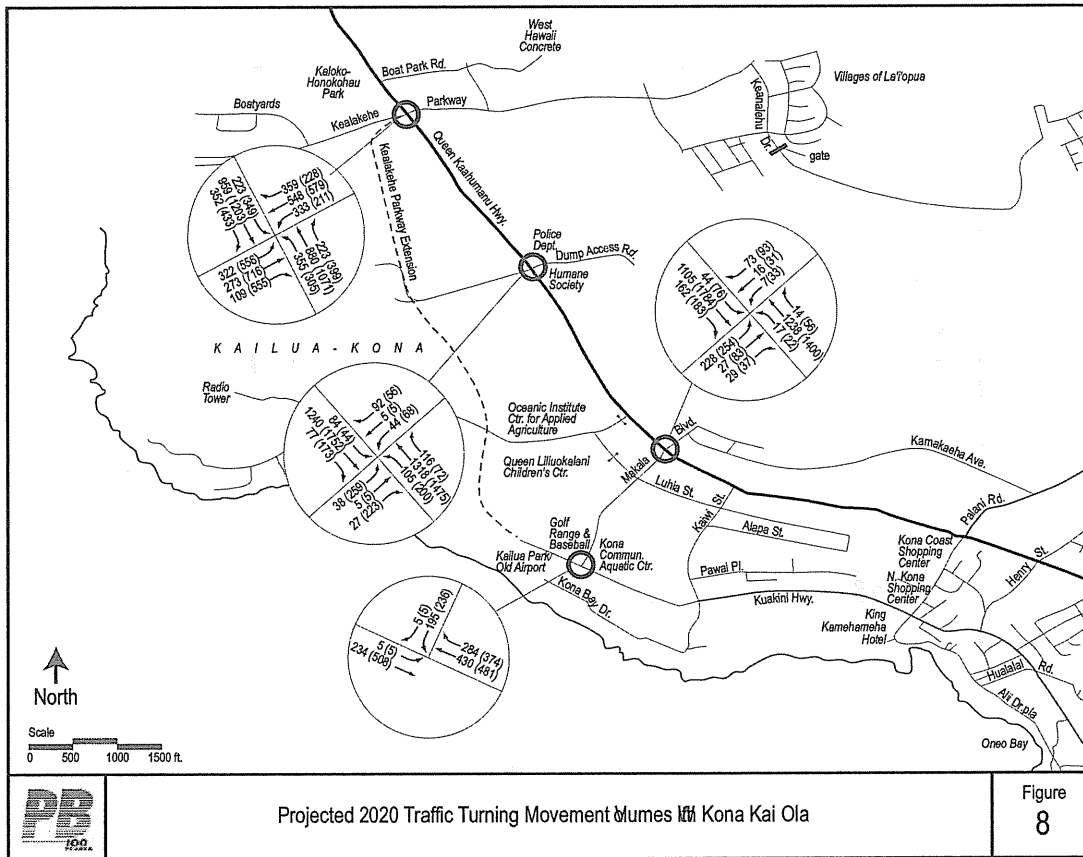 West
Hawaii
Concrete
Kaloko-
Honokohau
Park
Boat Park Rd.
Villages of La'i'opua
Boatyards
Kealakehe
Parkway
Keanalehu
Dr.
gate
Queen Kaahumanu Hwy.
Kealakehe Parkway Extension
223 (349)
959 (1203)
352 (433)
359 (228)
548 (579)
333 (211)
322 (556)
273 (716)
109 (555)
223 (399)
880 (1071)
355 (305)
Police
Dept.
Dump Access Rd.
Humane
Society
44 (76)
1105 (1784)
162 (183)
73 (93)
16 (31)
7 (33)
228 (254)
27 (83)
29 (37)
14 (56)
1238 (1400)
17 (22)
KAILUA - KONA
Radio
Tower
84 (44)
1240 (1752)
77 (173)
92 (56)
5 (5)
44 (68)
38 (259)
5 (5)
27 (223)
116 (72)
1318 (1475)
105 (200)
Oceanic Institute
Ctr. for Applied
Agriculture
Queen Liliuokalani
Children's Ctr.
Makala
Blvd.
Kamakaeha Ave.
Luhia St.
Kaiwi St.
Alapa St.
Palani Rd.
Golf
Range &
Baseball
Kona
Commun.
Aquatic Ctr.
Kailua Park/
Old Airport
Kona Bay Dr.
Pawai Pl.
Kuakini Hwy.
Kona Coast
Shopping
Center
N. Kona
Shopping
Center
Henry St.
King
Kamehameha
Hotel
Hualalai Rd.
Alii Dr.pla
Oneo Bay
5 (5)
195 (236)
5 (5)
234 (508)
284 (374)
430 (481)
North
Scale
0 500 1000 1500 ft.
PB
100
Projected 2020 Traffic Turning Movement Kona Kai Ola
Figure
8